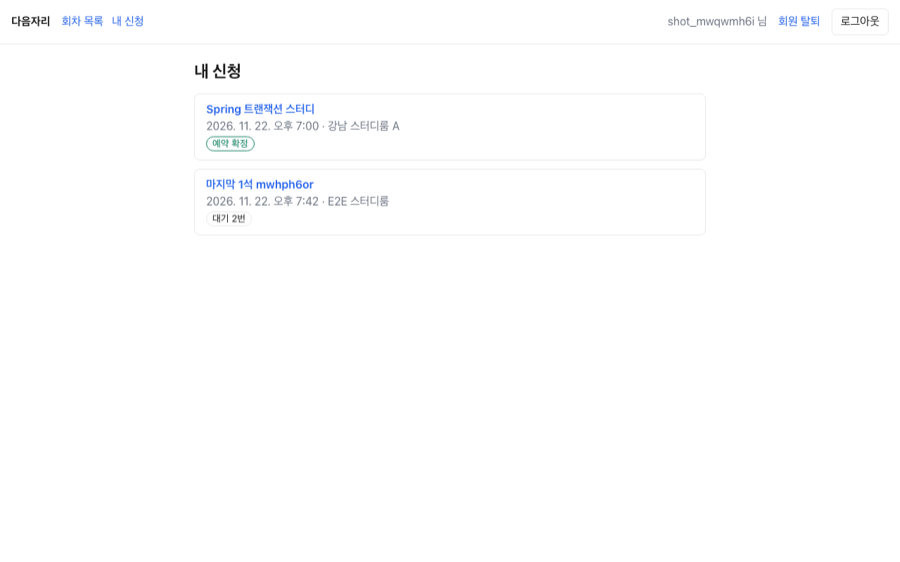 다음자리 회차 목록 내 신청 shot_mwqwmh6i 님 회원 탈퇴 로그아웃
내 신청
Spring 트랜잭션 스터디
2026. 11. 22. 오후 7:00 · 강남 스터디룸 A
예약 확정
마지막 1석 mwhph6or
2026. 11. 22. 오후 7:42 · E2E 스터디룸
대기 2번